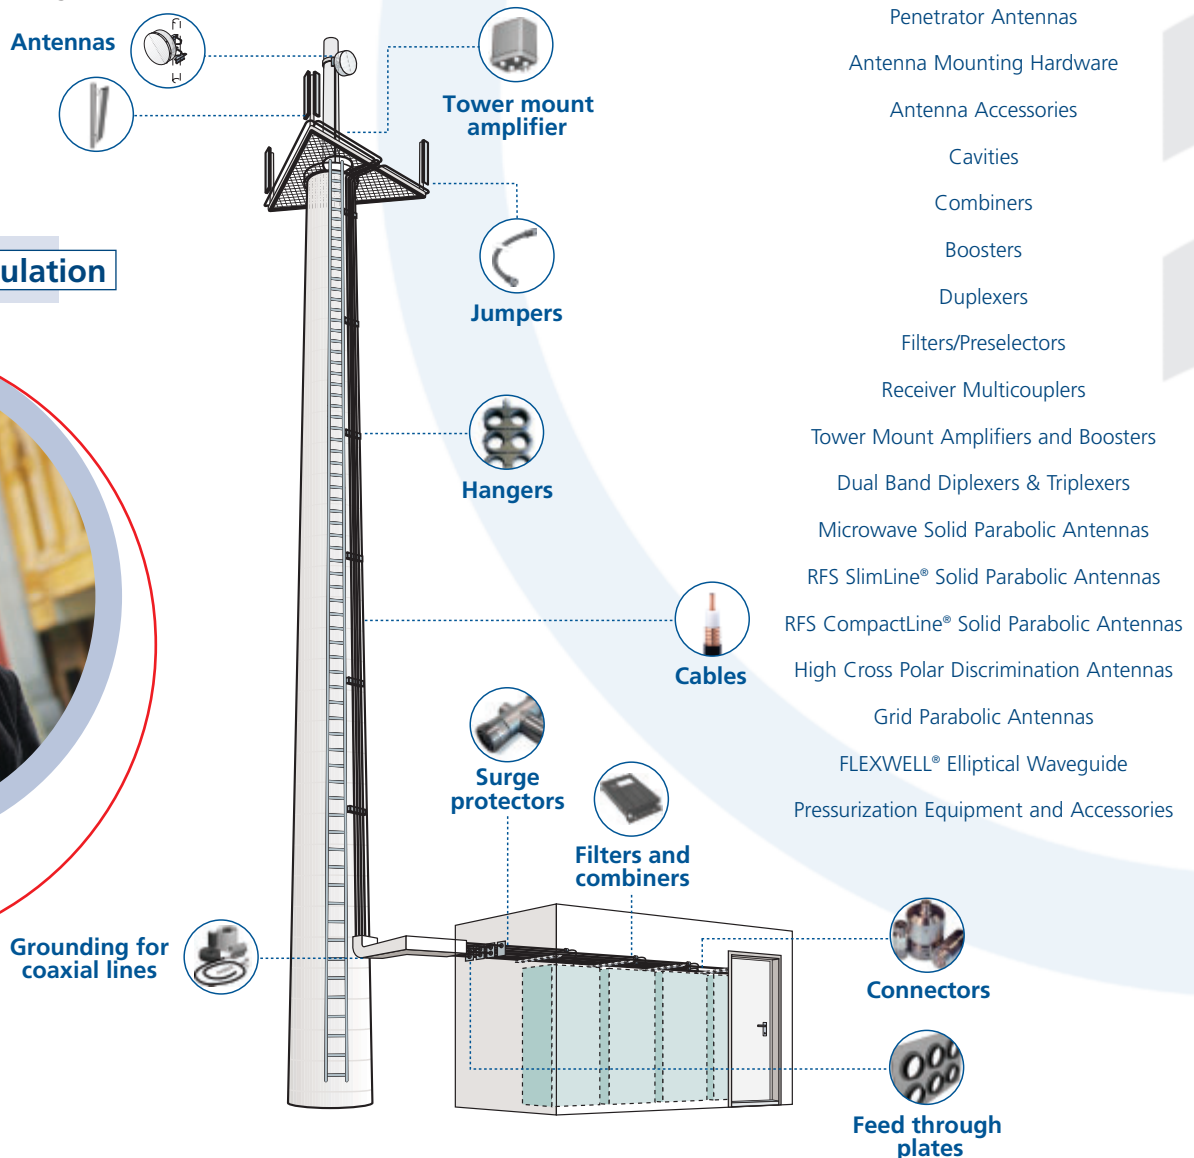 Antennas
Tower mount
amplifier
ulation
Jumpers
Hangers
Cables
Surge
protectors
Filters and
combiners
Grounding for
coaxial lines
Connectors
Feed through
plates
Penetrator Antennas
Antenna Mounting Hardware
Antenna Accessories
Cavities
Combiners
Boosters
Duplexers
Filters/Preselectors
Receiver Multicouplers
Tower Mount Amplifiers and Boosters
Dual Band Diplexers & Triplexers
Microwave Solid Parabolic Antennas
RFS SlimLine® Solid Parabolic Antennas
RFS CompactLine® Solid Parabolic Antennas
High Cross Polar Discrimination Antennas
Grid Parabolic Antennas
FLEXWELL® Elliptical Waveguide
Pressurization Equipment and Accessories